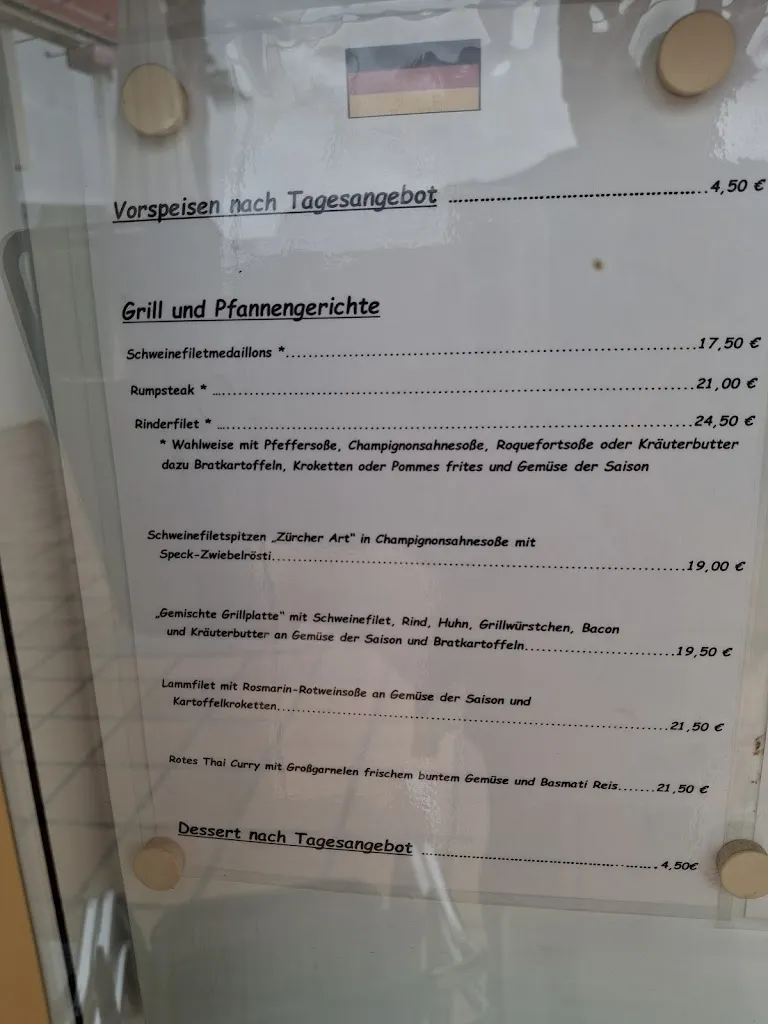 Vorspeisen nach Tagesangebot ........................................ 4,50 €
Grill und Pfannengerichte
Schweinefiletmedaillons *........................................17,50 €
Rumpsteak * ........................................21,00 €
Rinderfilet * ........................................24,50 €
* Wahlweise mit Pfeffersoße, Champignonsahnesoße, Roquefortsoße oder Kräuterbutter
dazu Bratkartoffeln, Kroketten oder Pommes frites und Gemüse der Saison
Schweinefiletspitzen „Zürcher Art" in Champignonsahnesoße mit
Speck-Zwiebelrösti........................................19,00 €
„Gemischte Grillplatte" mit Schweinefilet, Rind, Huhn, Grillwürstchen, Bacon
und Kräuterbutter an Gemüse der Saison und Bratkartoffeln..............................19,50 €
Lammfilet mit Rosmarin-Rotweinsoße an Gemüse der Saison und
Kartoffelkroketten........................................21,50 €
Rotes Thai Curry mit Großgarnelen frischem buntem Gemüse und Basmati Reis.......21,50 €
Dessert nach Tagesangebot ........................................4,50€